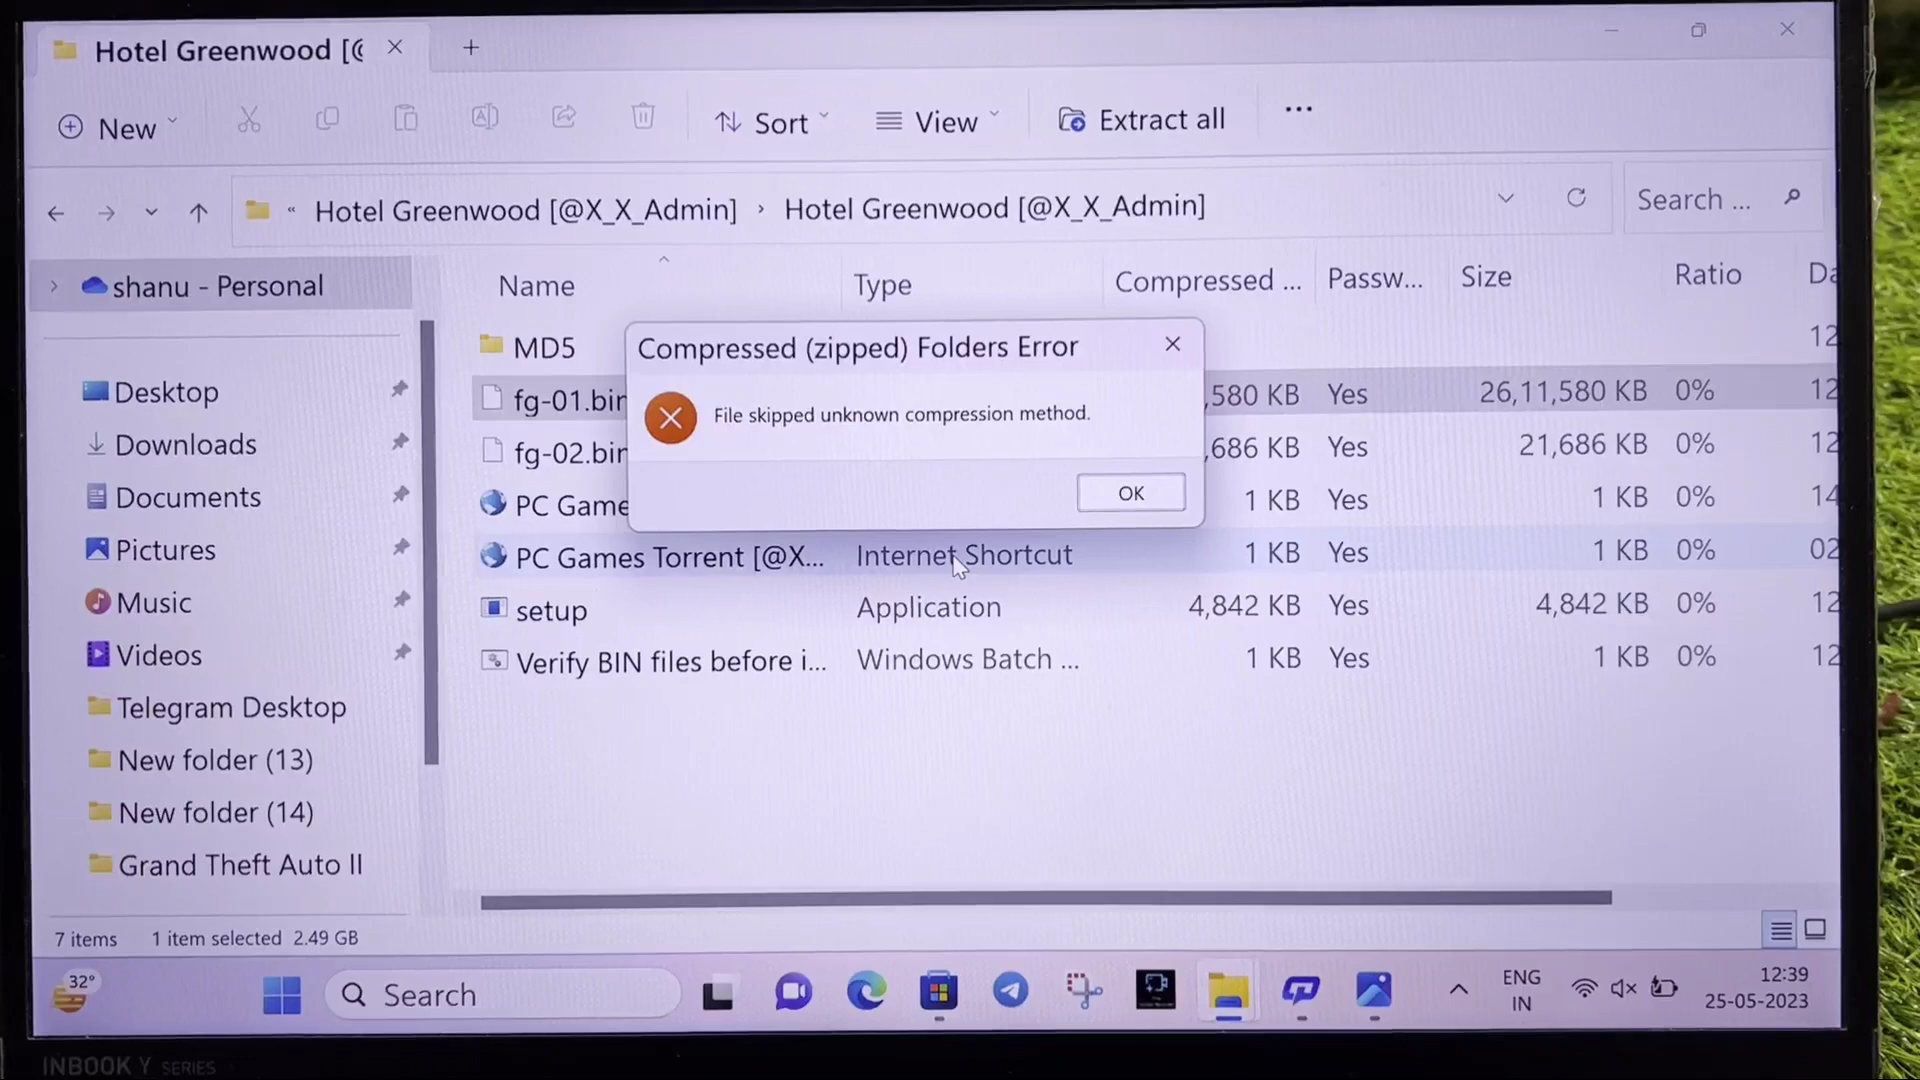 Hotel Greenwood [@
New
Sort
View
Extract all
Hotel Greenwood [@X_X_Admin] › Hotel Greenwood [@X_X_Admin]
Search ...
shanu - Personal
Desktop
Downloads
Documents
Pictures
Music
Videos
Telegram Desktop
New folder (13)
New folder (14)
Grand Theft Auto II
Name Type Compressed ... Passw... Size Ratio Da
MD5 12
fg-01.bin ,580 KB Yes 26,11,580 KB 0% 12
fg-02.bin ,686 KB Yes 21,686 KB 0% 12
PC Game 1 KB Yes 1 KB 0% 14
PC Games Torrent [@X... Internet Shortcut 1 KB Yes 1 KB 0% 02
setup Application 4,842 KB Yes 4,842 KB 0% 12
Verify BIN files before i... Windows Batch ... 1 KB Yes 1 KB 0% 12
Compressed (zipped) Folders Error
File skipped unknown compression method.
OK
7 items 1 item selected 2.49 GB
32°
Search
ENG
IN
12:39
25-05-2023
INBOOK Y SERIES